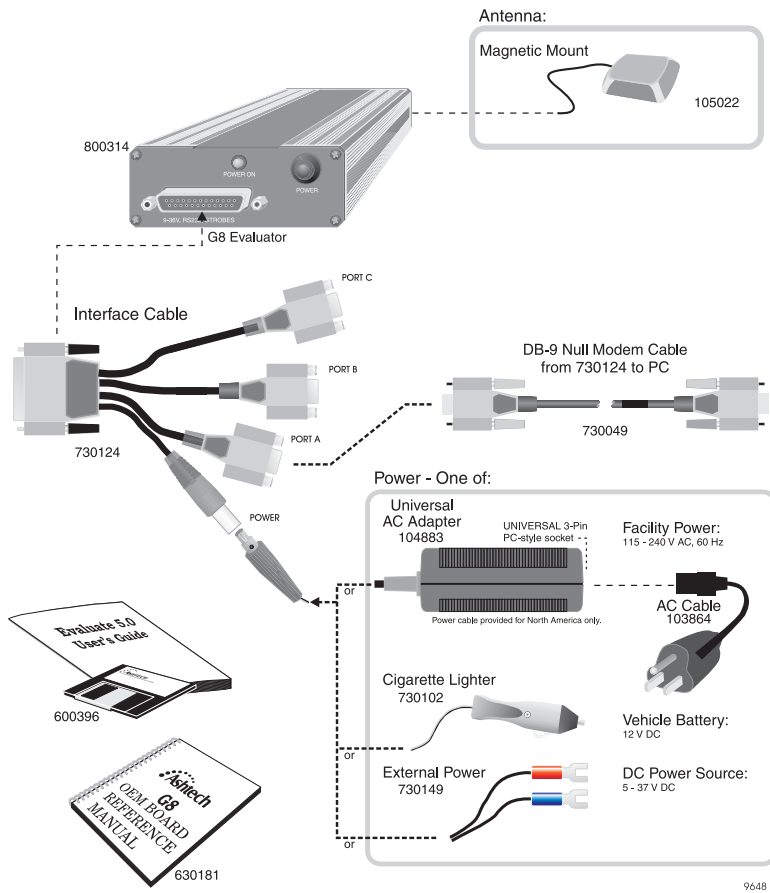 Antenna:
Magnetic Mount
105022
800314
POWER ON
POWER
9-36V, RS232, STROBES
G8 Evaluator
Interface Cable
PORT C
PORT B
PORT A
730124
POWER
DB-9 Null Modem Cable
from 730124 to PC
730049
Power - One of:
Universal
AC Adapter
104883
UNIVERSAL 3-Pin
PC-style socket
Facility Power:
115 - 240 V AC, 60 Hz
or
Power cable provided for North America only.
AC Cable
103864
Cigarette Lighter
730102
Vehicle Battery:
12 V DC
or
External Power
730149
DC Power Source:
5 - 37 V DC
or
Evaluate 5.0
User's Guide
Ashtech
600396
Ashtech
G8
OEM BOARD
REFERENCE
MANUAL
630181
9648